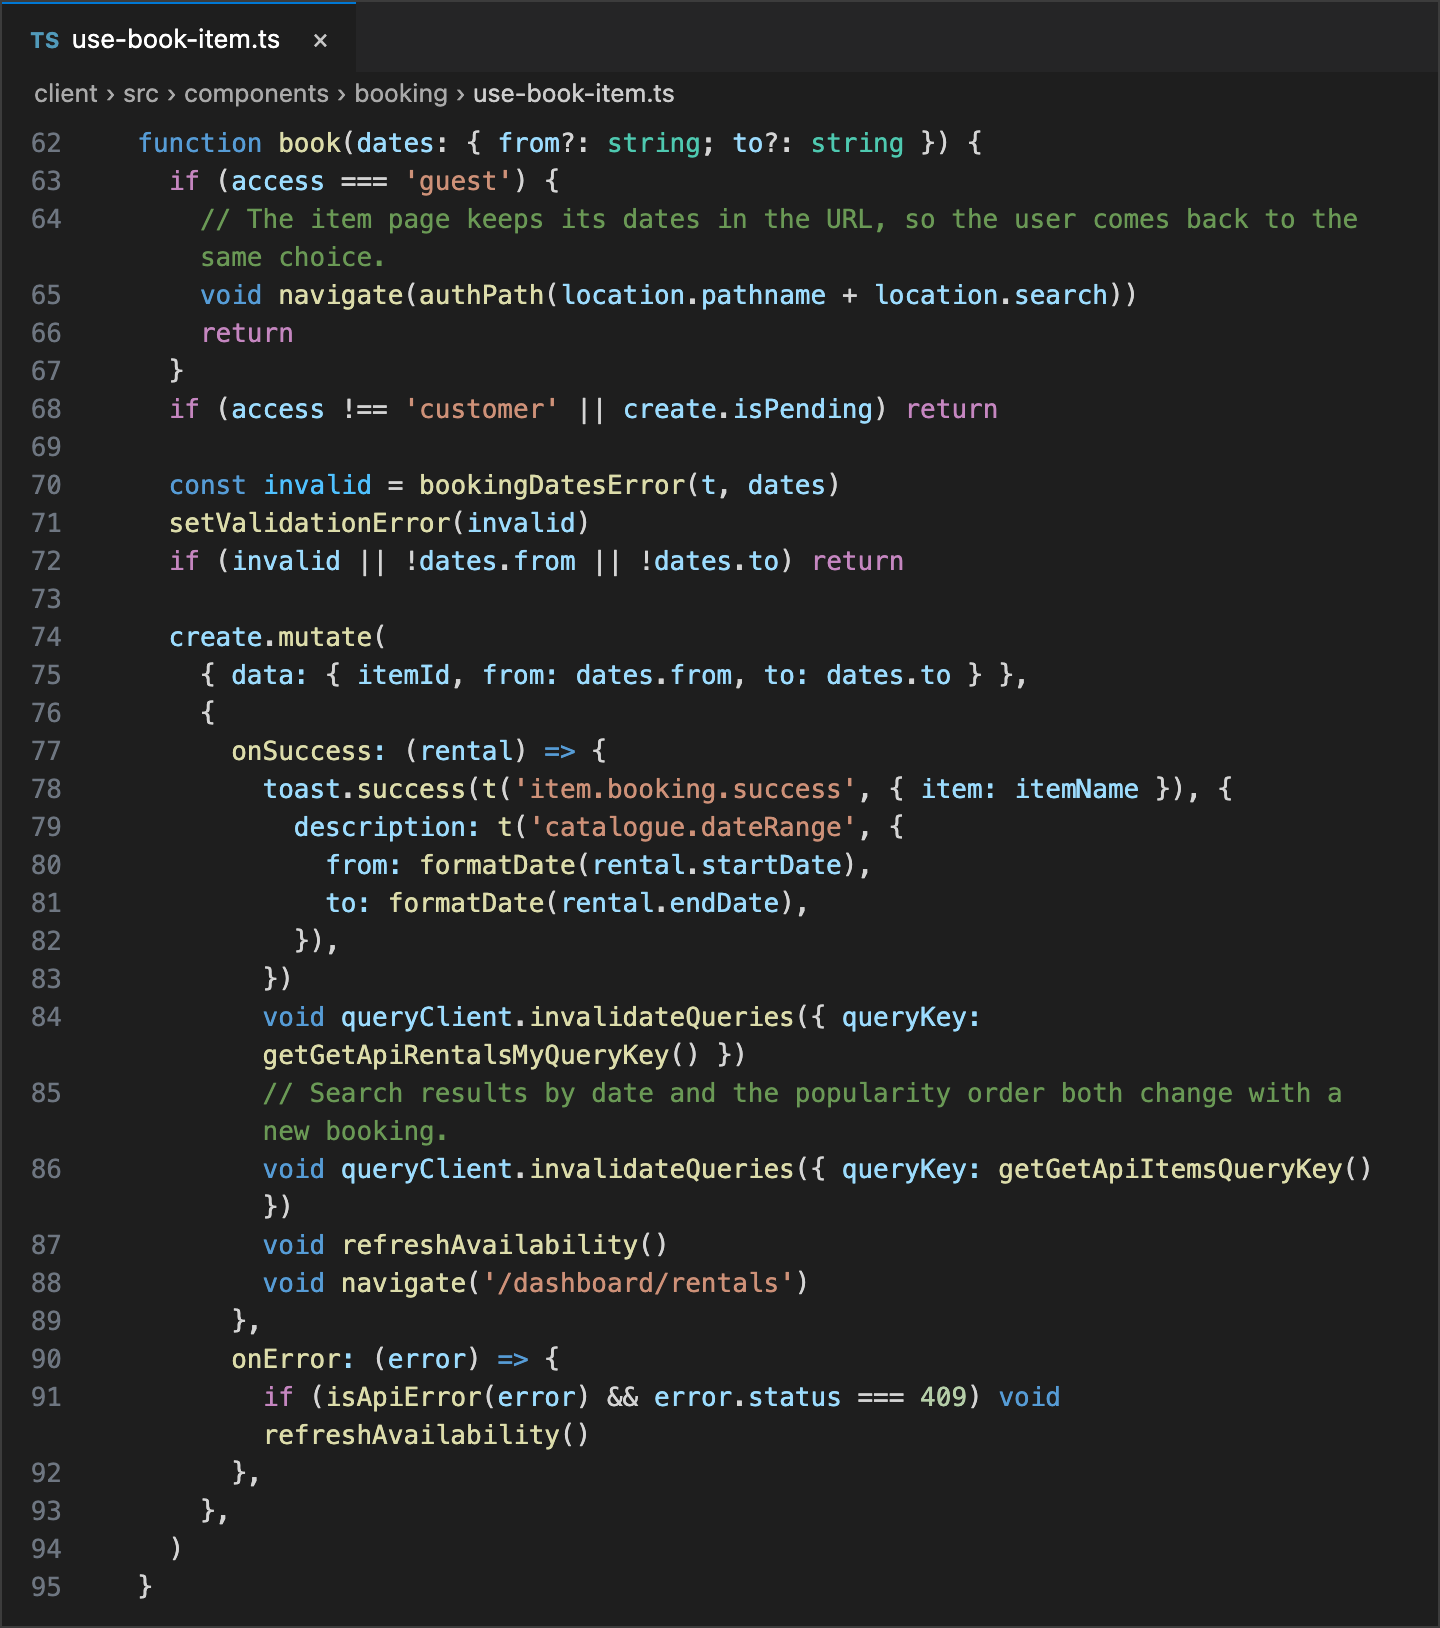 TS use-book-item.ts ×
client › src › components › booking › use-book-item.ts
62 function book(dates: { from?: string; to?: string }) {
63 if (access === 'guest') {
64 // The item page keeps its dates in the URL, so the user comes back to the
same choice.
65 void navigate(authPath(location.pathname + location.search))
66 return
67 }
68 if (access !== 'customer' || create.isPending) return
69
70 const invalid = bookingDatesError(t, dates)
71 setValidationError(invalid)
72 if (invalid || !dates.from || !dates.to) return
73
74 create.mutate(
75 { data: { itemId, from: dates.from, to: dates.to } },
76 {
77 onSuccess: (rental) => {
78 toast.success(t('item.booking.success', { item: itemName }), {
79 description: t('catalogue.dateRange', {
80 from: formatDate(rental.startDate),
81 to: formatDate(rental.endDate),
82 }),
83 })
84 void queryClient.invalidateQueries({ queryKey:
getGetApiRentalsMyQueryKey() })
85 // Search results by date and the popularity order both change with a
new booking.
86 void queryClient.invalidateQueries({ queryKey: getGetApiItemsQueryKey()
})
87 void refreshAvailability()
88 void navigate('/dashboard/rentals')
89 },
90 onError: (error) => {
91 if (isApiError(error) && error.status === 409) void
refreshAvailability()
92 },
93 },
94 )
95 }